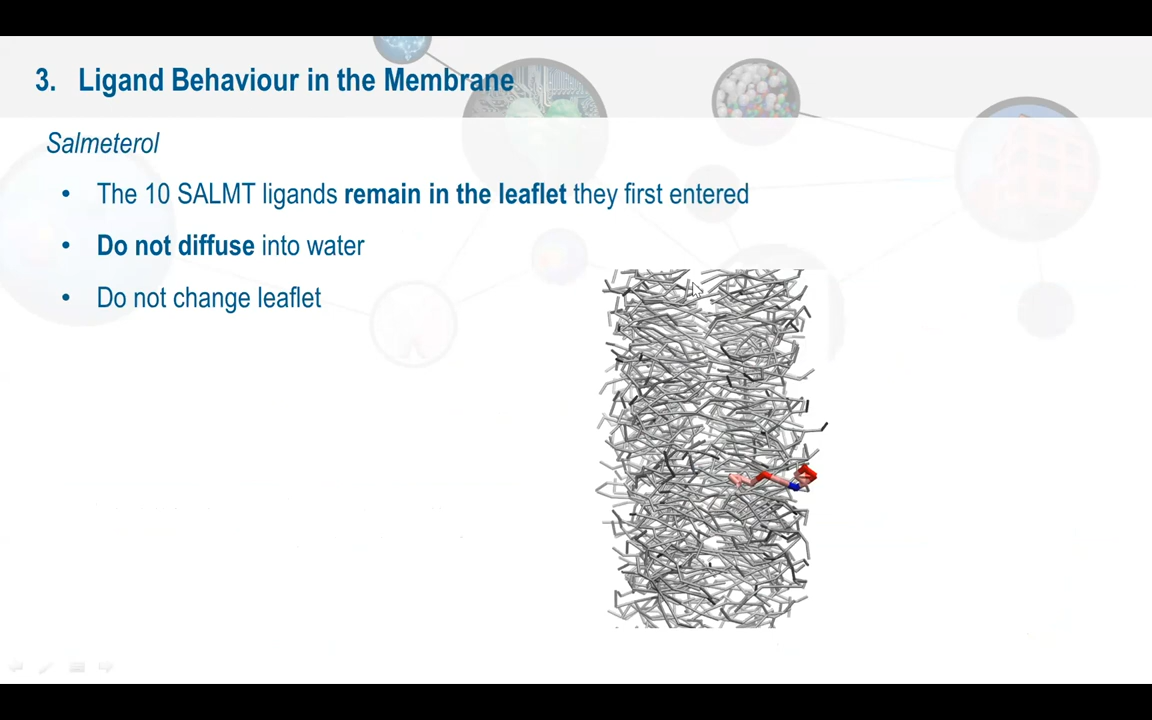 3. Ligand Behaviour in the Membrane
Salmeterol
• The 10 SALMT ligands remain in the leaflet they first entered
• Do not diffuse into water
• Do not change leaflet